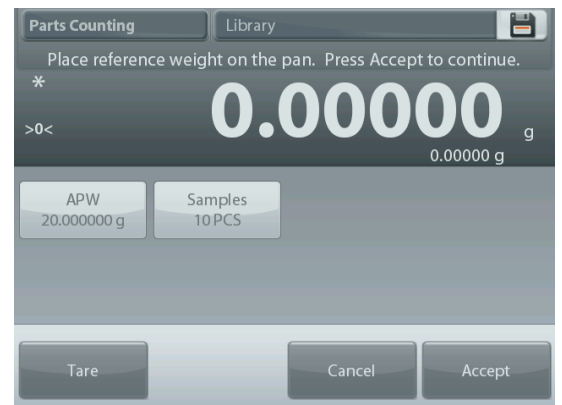 Parts Counting Library
Place reference weight on the pan. Press Accept to continue.
*
>0< 0.00000 g
0.00000 g
APW Samples
20.000000 g 10 PCS
Tare Cancel Accept